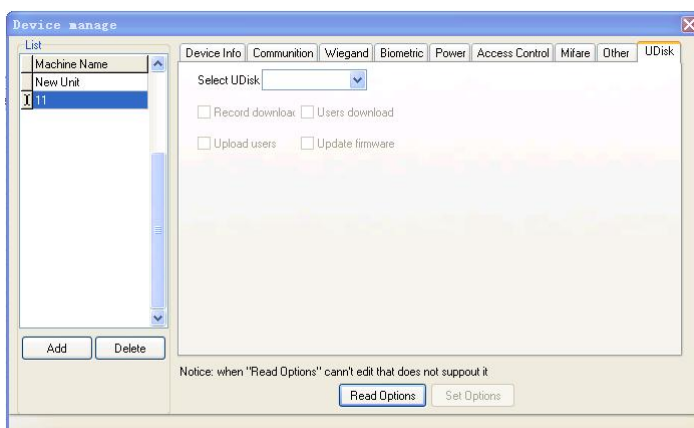 Device manage
List
Machine Name
New Unit
11
Add Delete
Device Info Communition Wiegand Biometric Power Access Control Mifare Other UDisk
Select UDisk
Record downloac Users download
Upload users Update firmware
Notice: when "Read Options" cann't edit that does not suppout it
Read Options Set Options